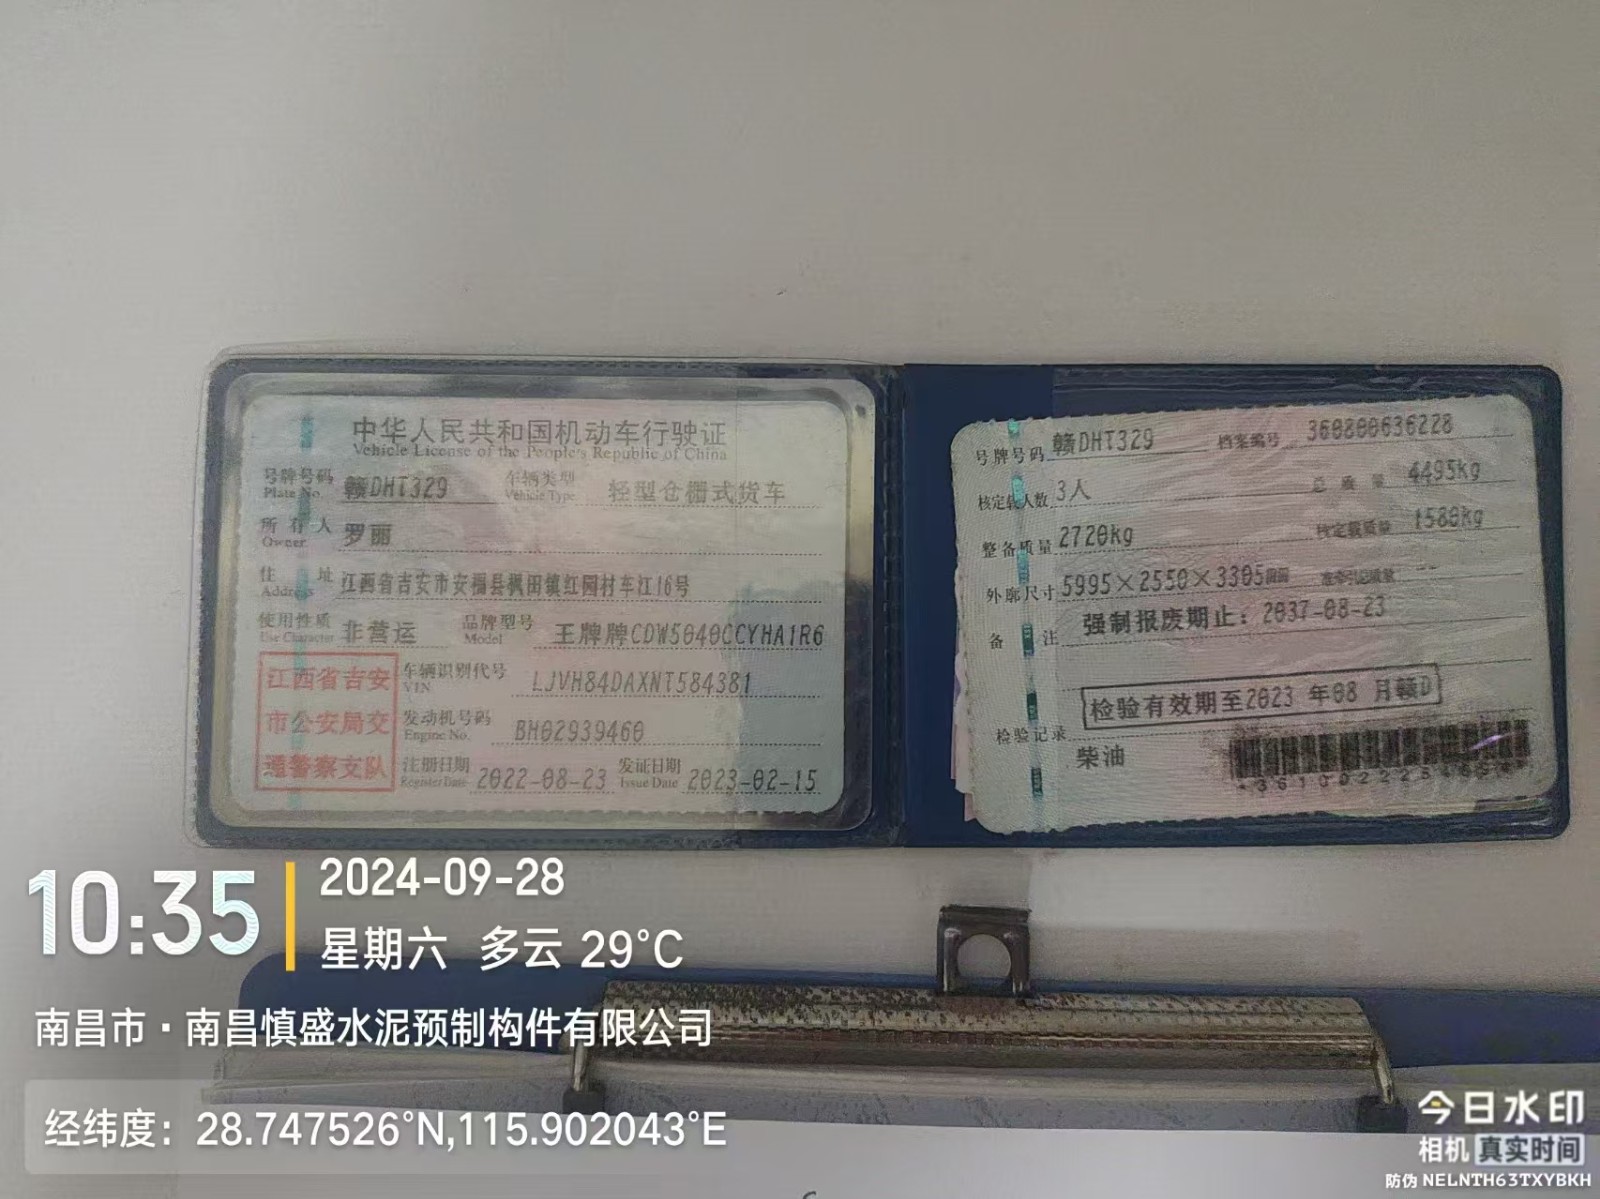 中华人民共和国机动车行驶证
Vehicle License of the People's Republic of China
号牌号码 赣DHT329 车辆类型 轻型仓栅式货车
Plate No. Vehicle Type
所有人 罗丽
Owner
住址 江西省吉安市安福县枫田镇红园村车江16号
Address
使用性质 非营运 品牌型号 王牌牌CDW5040CCYHA1R6
Use Character Model
江西省吉安
市公安局交
通警察支队
车辆识别代号 LJVH84DAXNT584381
VIN
发动机号码 BH02939460
Engine No.
注册日期 2022-08-23 发证日期 2023-02-15
Register Date Issue Date
号牌号码 赣DHT329 档案编号 360800636228
核定载人数 3人 总质量 4495kg
整备质量 2720kg 核定载质量 1580kg
外廓尺寸 5995×2550×3305 准牵引总质量 --
备注 强制报废期止：2037-08-23
检验有效期至2023 年08 月赣D
检验记录
柴油
10:35
2024-09-28
星期六 多云 29°C
南昌市·南昌慎盛水泥预制构件有限公司
经纬度：28.747526°N,115.902043°E
今日水印
相机 真实时间
防伪 NELNTH63TXYBKH